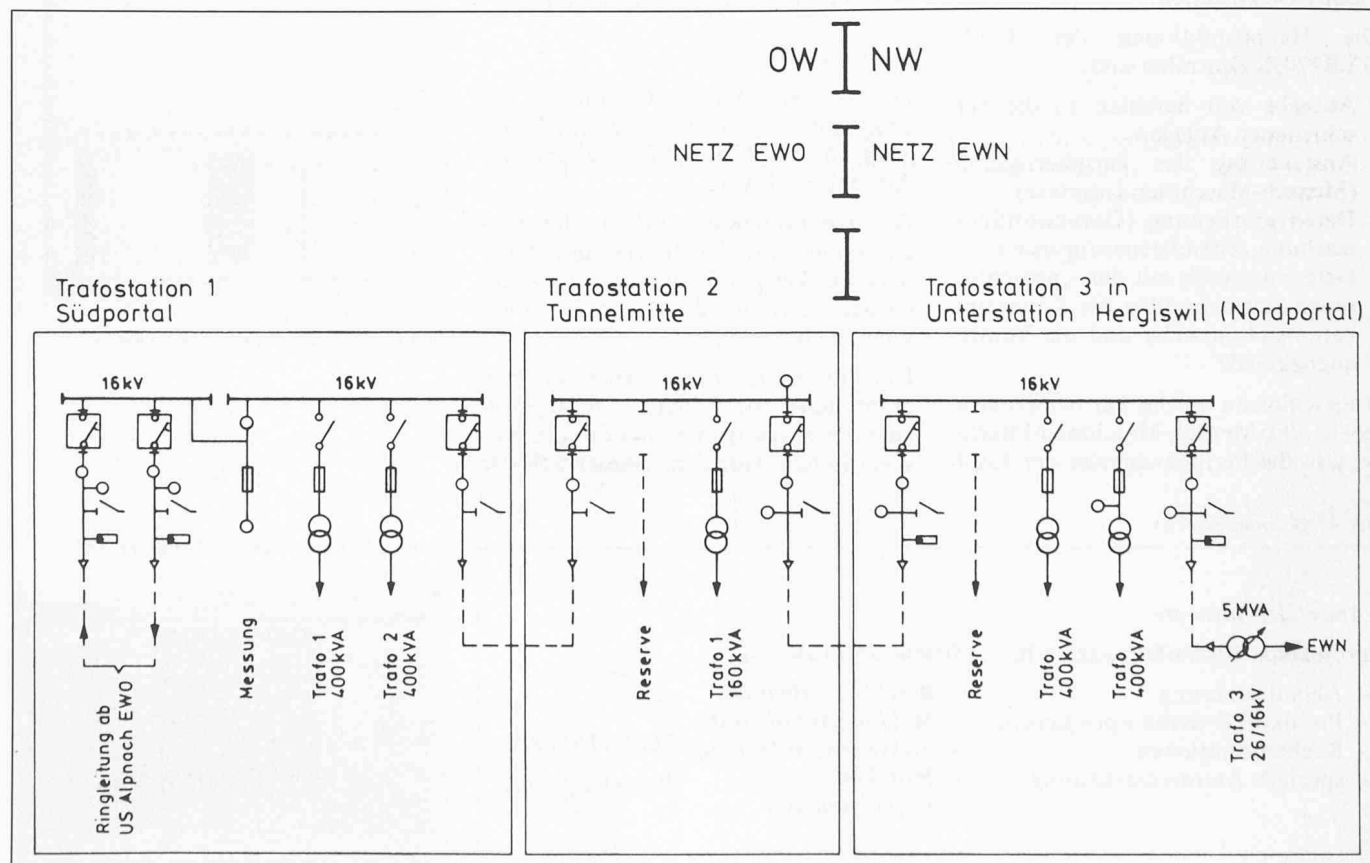 OW NW
NETZ EWO NETZ EWN
Trafostation 1
Südportal
Trafostation 2
Tunnelmitte
Trafostation 3 in
Unterstation Hergiswil (Nordportal)
16kV
16kV
16kV
16kV
Ringleitung ab
US Alpnach EWO
Messung
Trafo 1
400kVA
Trafo 2
400kVA
Reserve
Trafo 1
160kVA
Reserve
Trafo 1
400kVA
Trafo 2
400kVA
5 MVA
EWN
Trafo 3
26/16kV